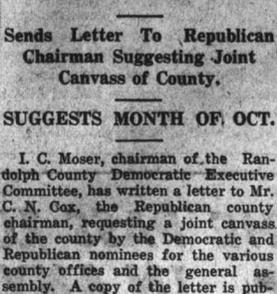 Sends Letter To Republican
Chairman Suggesting Joint
Canvass of County.
SUGGESTS MONTH OF OCT.
I. C. Moser, chairman of the Ran-
dolph County Democratic Executive
Committee, has written a letter to Mr.
C. N. Cox, the Republican county
chairman, requesting a joint canvass
of the county by the Democratic and
Republican nominees for the various
county offices and the general as-
sembly. A copy of the letter is pub-